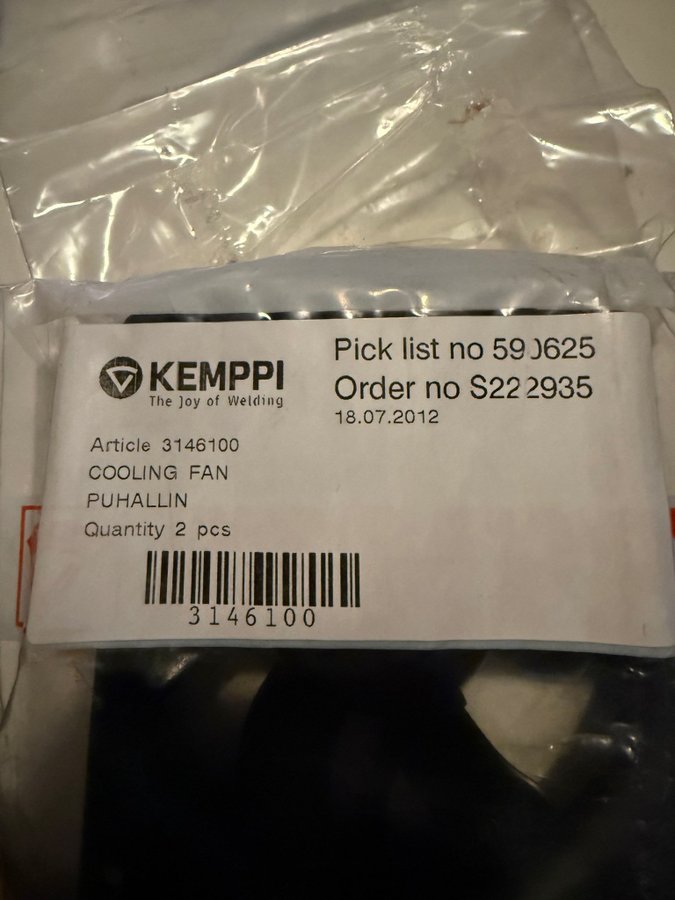 KEMPPI
The Joy of Welding
Pick list no 590625
Order no S222935
18.07.2012
Article 3146100
COOLING FAN
PUHALLIN
Quantity 2 pcs
3146100